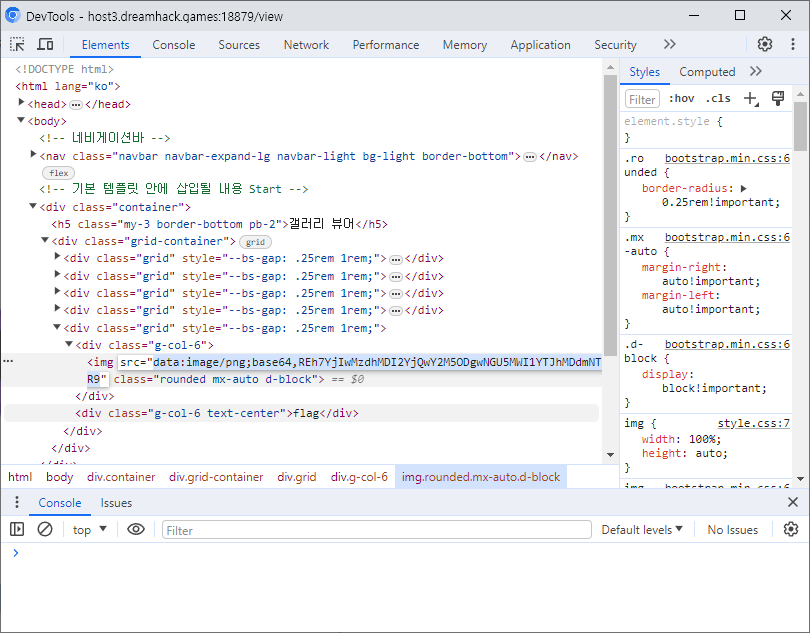 DevTools - host3.dreamhack.games:18879/view
Elements Console Sources Network Performance Memory Application Security
<!DOCTYPE html>
<html lang="ko">
<head> ... </head>
<body>
<!-- 네비게이션바 -->
<nav class="navbar navbar-expand-lg navbar-light bg-light border-bottom"> ... </nav>
flex
<!-- 기본 템플릿 안에 삽입될 내용 Start -->
<div class="container">
<h5 class="my-3 border-bottom pb-2">갤러리 뷰어</h5>
<div class="grid-container"> grid
<div class="grid" style="--bs-gap: .25rem 1rem;"> ... </div>
<div class="grid" style="--bs-gap: .25rem 1rem;"> ... </div>
<div class="grid" style="--bs-gap: .25rem 1rem;"> ... </div>
<div class="grid" style="--bs-gap: .25rem 1rem;"> ... </div>
<div class="grid" style="--bs-gap: .25rem 1rem;">
<div class="g-col-6">
<img src="data:image/png;base64,REh7YjIwMzdhMDI2YjQwY2M5ODgwNGU5MWI1YTJhMDdmNT
R9" class="rounded mx-auto d-block"> == $0
</div>
<div class="g-col-6 text-center">flag</div>
</div>
</div>
html body div.container div.grid-container div.grid div.g-col-6 img.rounded.mx-auto.d-block
Styles Computed
Filter :hov .cls
element.style {
}
.ro bootstrap.min.css:6
unded {
border-radius:
0.25rem!important;
}
.mx bootstrap.min.css:6
-auto {
margin-right:
auto!important;
margin-left:
auto!important;
}
.d- bootstrap.min.css:6
block {
display:
block!important;
}
img { style.css:7
width: 100%;
height: auto;
}
Console Issues
top Filter Default levels No Issues